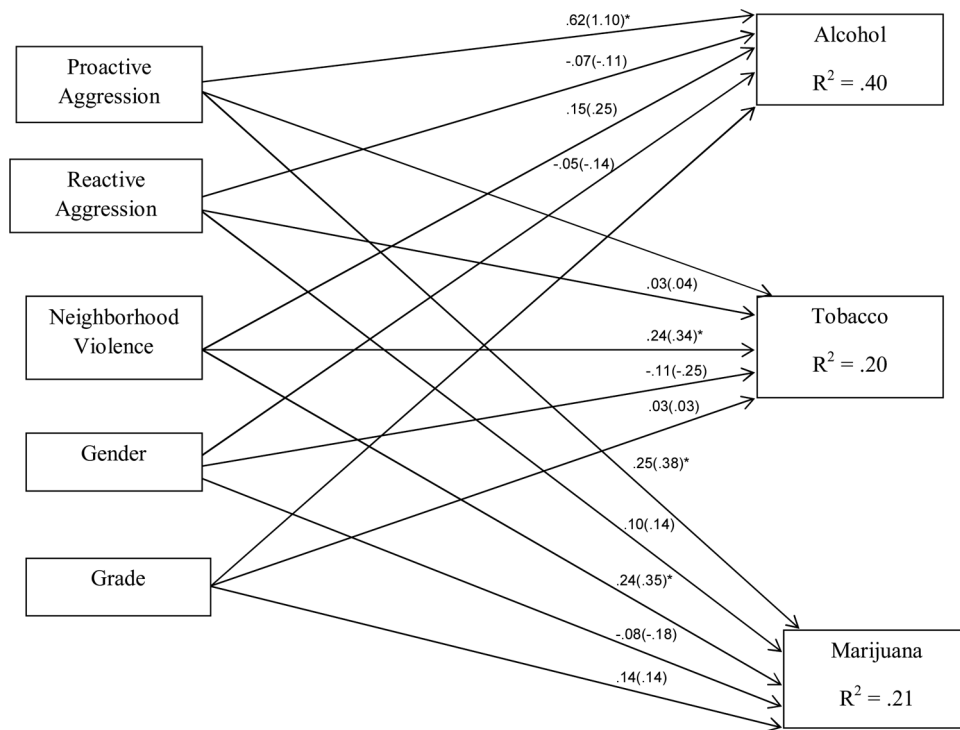 Proactive
Aggression
Reactive
Aggression
Neighborhood
Violence
Gender
Grade
.62(1.10)*
-.07(-.11)
.15(.25)
-.05(-.14)
.03(.04)
.24(.34)*
-.11(-.25)
.03(.03)
.25(.38)*
.10(.14)
.24(.35)*
-.08(-.18)
.14(.14)
Alcohol
R² = .40
Tobacco
R² = .20
Marijuana
R² = .21